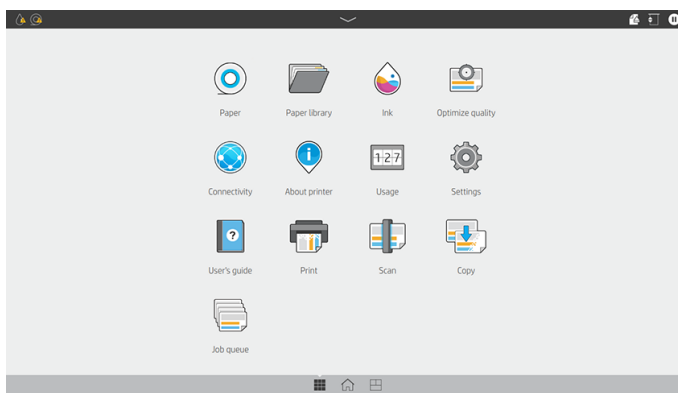 Paper
Paper library
Ink
Optimize quality
Connectivity
About printer
127
Usage
Settings
?
User's guide
Print
Scan
Copy
Job queue